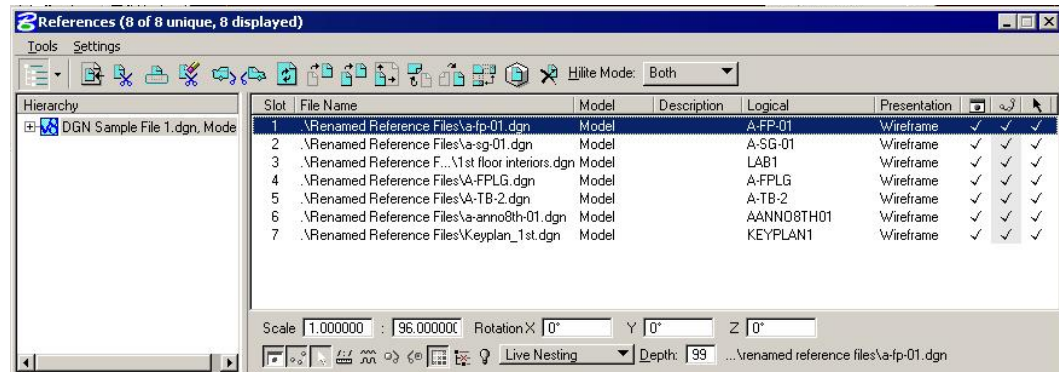 References (8 of 8 unique, 8 displayed)
Tools Settings
Hilite Mode: Both
Hierarchy Slot File Name Model Description Logical Presentation
DGN Sample File 1.dgn, Mode
1 .\Renamed Reference Files\a-fp-01.dgn Model A-FP-01 Wireframe
2 .\Renamed Reference Files\a-sg-01.dgn Model A-SG-01 Wireframe
3 .\Renamed Reference F...\1st floor interiors.dgn Model LAB1 Wireframe
4 .\Renamed Reference Files\A-FPLG.dgn Model A-FPLG Wireframe
5 .\Renamed Reference Files\A-TB-2.dgn Model A-TB-2 Wireframe
6 .\Renamed Reference Files\a-anno8th-01.dgn Model AANNO8TH01 Wireframe
7 .\Renamed Reference Files\Keyplan_1st.dgn Model KEYPLAN1 Wireframe
Scale 1.000000 : 96.000000 Rotation X 0° Y 0° Z 0°
Live Nesting Depth: 99 ...\renamed reference files\a-fp-01.dgn